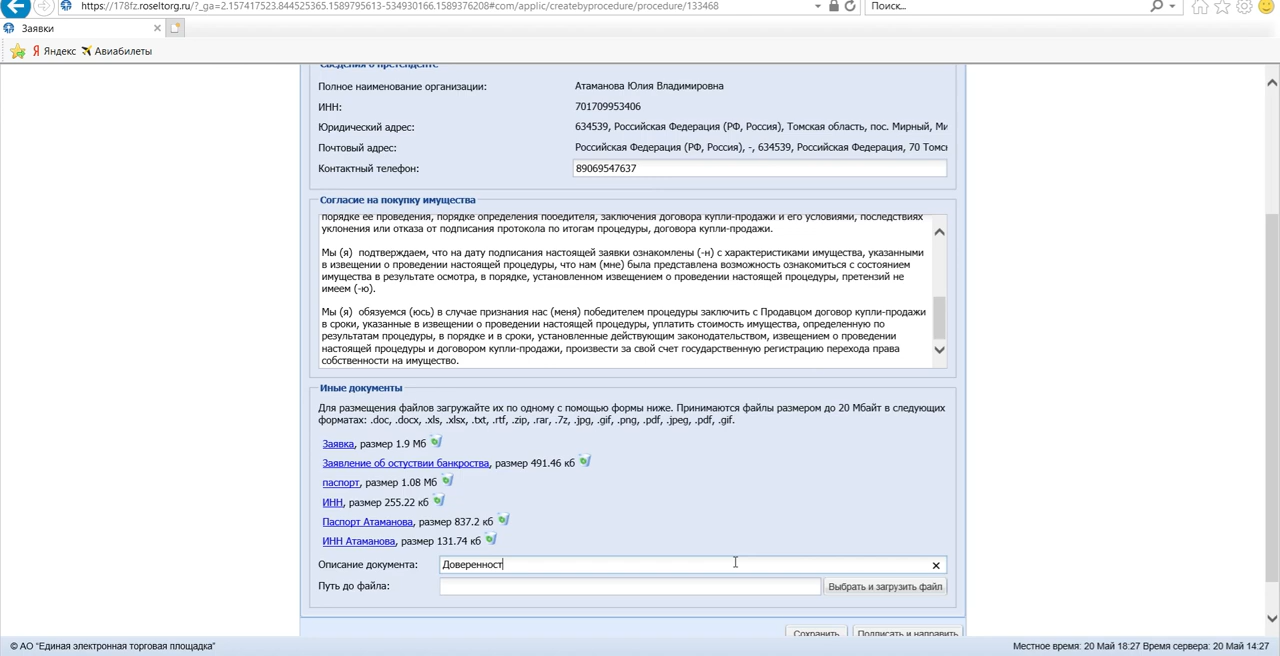 https://178fz.roseltorg.ru/?_ga=2.157417523.844525365.1589795613-534930166.1589376208#com/applic/createbyprocedure/procedure/133468
Поиск...
Заявки
Яндекс Авиабилеты
Сведения о претенденте
Полное наименование организации: Атаманова Юлия Владимировна
ИНН: 701709953406
Юридический адрес: 634539, Российская Федерация (РФ, Россия), Томская область, пос. Мирный, Ми
Почтовый адрес: Российская Федерация (РФ, Россия), -, 634539, Российская Федерация, 70 Томс
Контактный телефон: 89069547637
Согласие на покупку имущества
порядке ее проведения, порядке определения победителя, заключения договора купли-продажи и его условиями, последствиях
уклонения или отказа от подписания протокола по итогам процедуры, договора купли-продажи.
Мы (я) подтверждаем, что на дату подписания настоящей заявки ознакомлены (-н) с характеристиками имущества, указанными
в извещении о проведении настоящей процедуры, что нам (мне) была представлена возможность ознакомиться с состоянием
имущества в результате осмотра, в порядке, установленном извещением о проведении настоящей процедуры, претензий не
имеем (-ю).
Мы (я) обязуемся (юсь) в случае признания нас (меня) победителем процедуры заключить с Продавцом договор купли-продажи
в сроки, указанные в извещении о проведении настоящей процедуры, уплатить стоимость имущества, определенную по
результатам процедуры, в порядке и в сроки, установленные действующим законодательством, извещением о проведении
настоящей процедуры и договором купли-продажи, произвести за свой счет государственную регистрацию перехода права
собственности на имущество.
Иные документы
Для размещения файлов загружайте их по одному с помощью формы ниже. Принимаются файлы размером до 20 Мбайт в следующих
форматах: .doc, .docx, .xls, .xlsx, .txt, .rtf, .zip, .rar, .7z, .jpg, .gif, .png, .pdf, .jpeg, .pdf, .gif.
Заявка, размер 1.9 Мб
Заявление об остуствии банкроства, размер 491.46 кб
паспорт, размер 1.08 Мб
ИНН, размер 255.22 кб
Паспорт Атаманова, размер 837.2 кб
ИНН Атаманова, размер 131.74 кб
Описание документа: Доверенност
Путь до файла: Выбрать и загрузить файл
Сохранить Подписать и направить
© АО "Единая электронная торговая площадка" Местное время: 20 Май 18:27 Время сервера: 20 Май 14:27